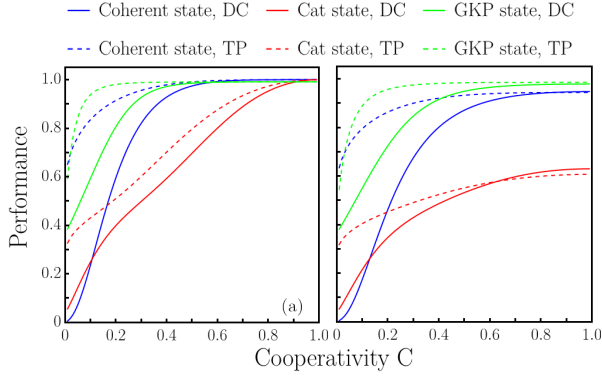 Coherent state, DC Cat state, DC GKP state, DC
Coherent state, TP Cat state, TP GKP state, TP
Performance
1.0
0.8
0.6
0.4
0.2
0
(a)
0 0.2 0.4 0.6 0.8 1.0 0 0.2 0.4 0.6 0.8 1.0
Cooperativity C